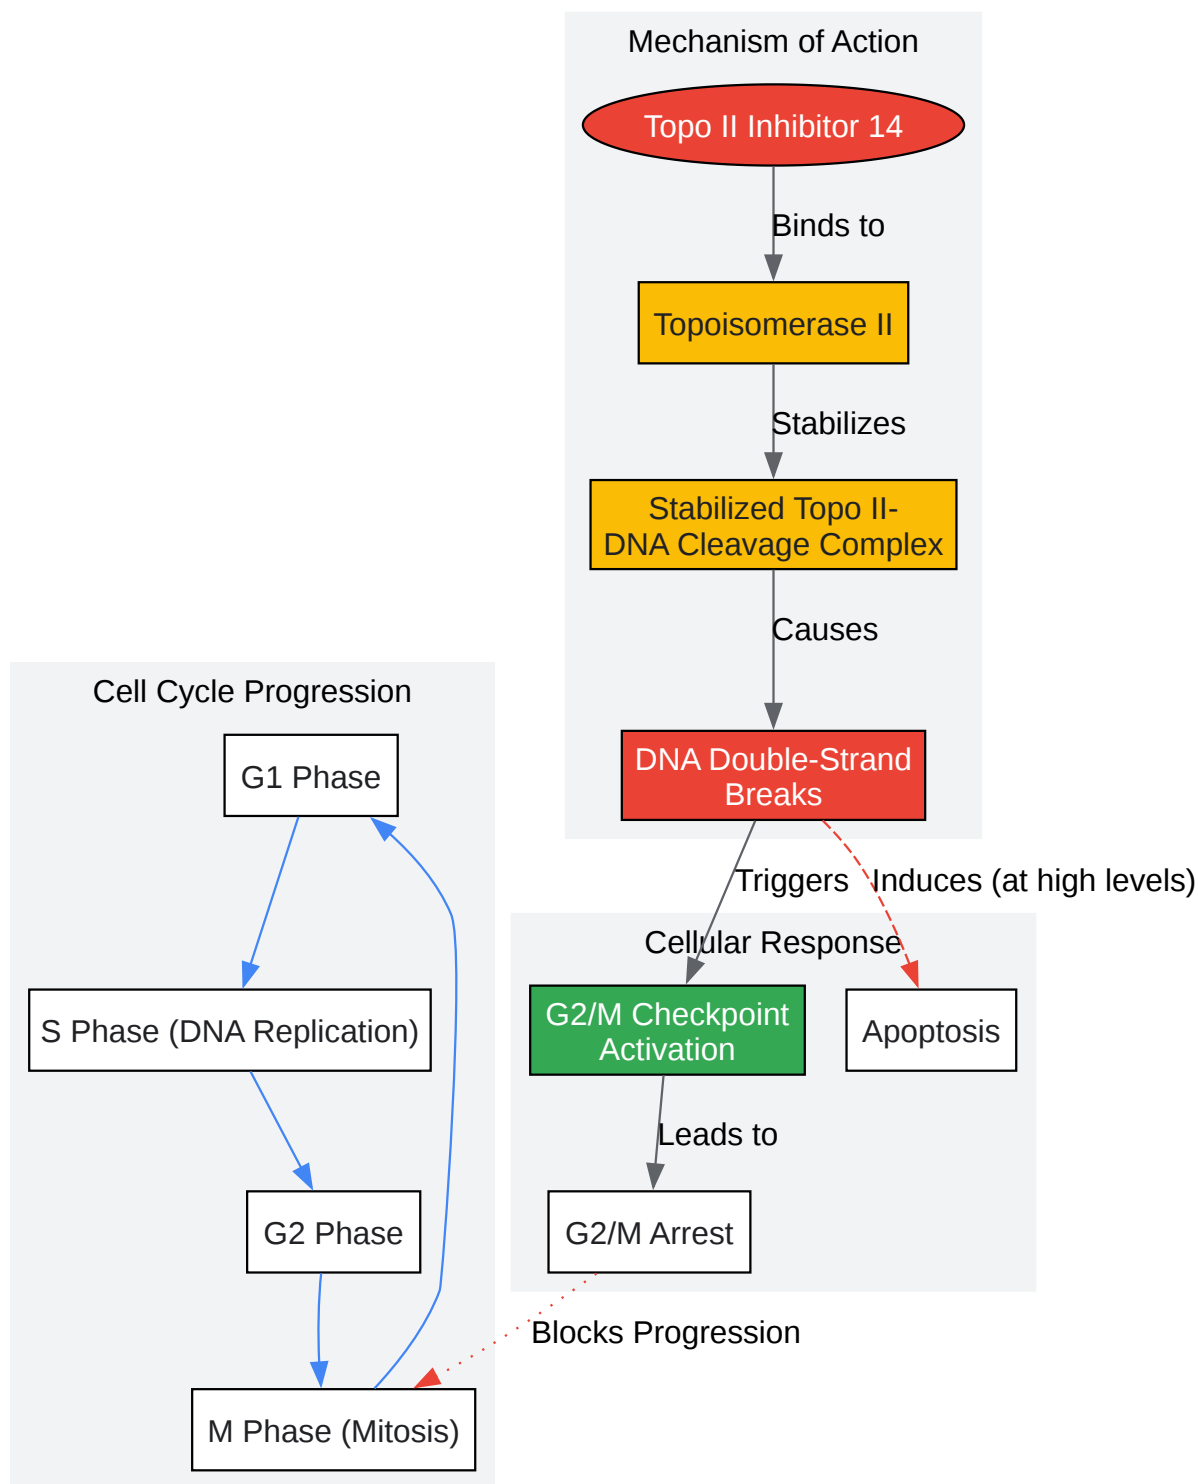 Mechanism of Action
Topo II Inhibitor 14
Binds to
Topoisomerase II
Stabilizes
Stabilized Topo II-
DNA Cleavage Complex
Causes
DNA Double-Strand
Breaks
Triggers
Induces (at high levels)
Cellular Response
G2/M Checkpoint
Activation
Apoptosis
Leads to
G2/M Arrest
Blocks Progression
Cell Cycle Progression
G1 Phase
S Phase (DNA Replication)
G2 Phase
M Phase (Mitosis)